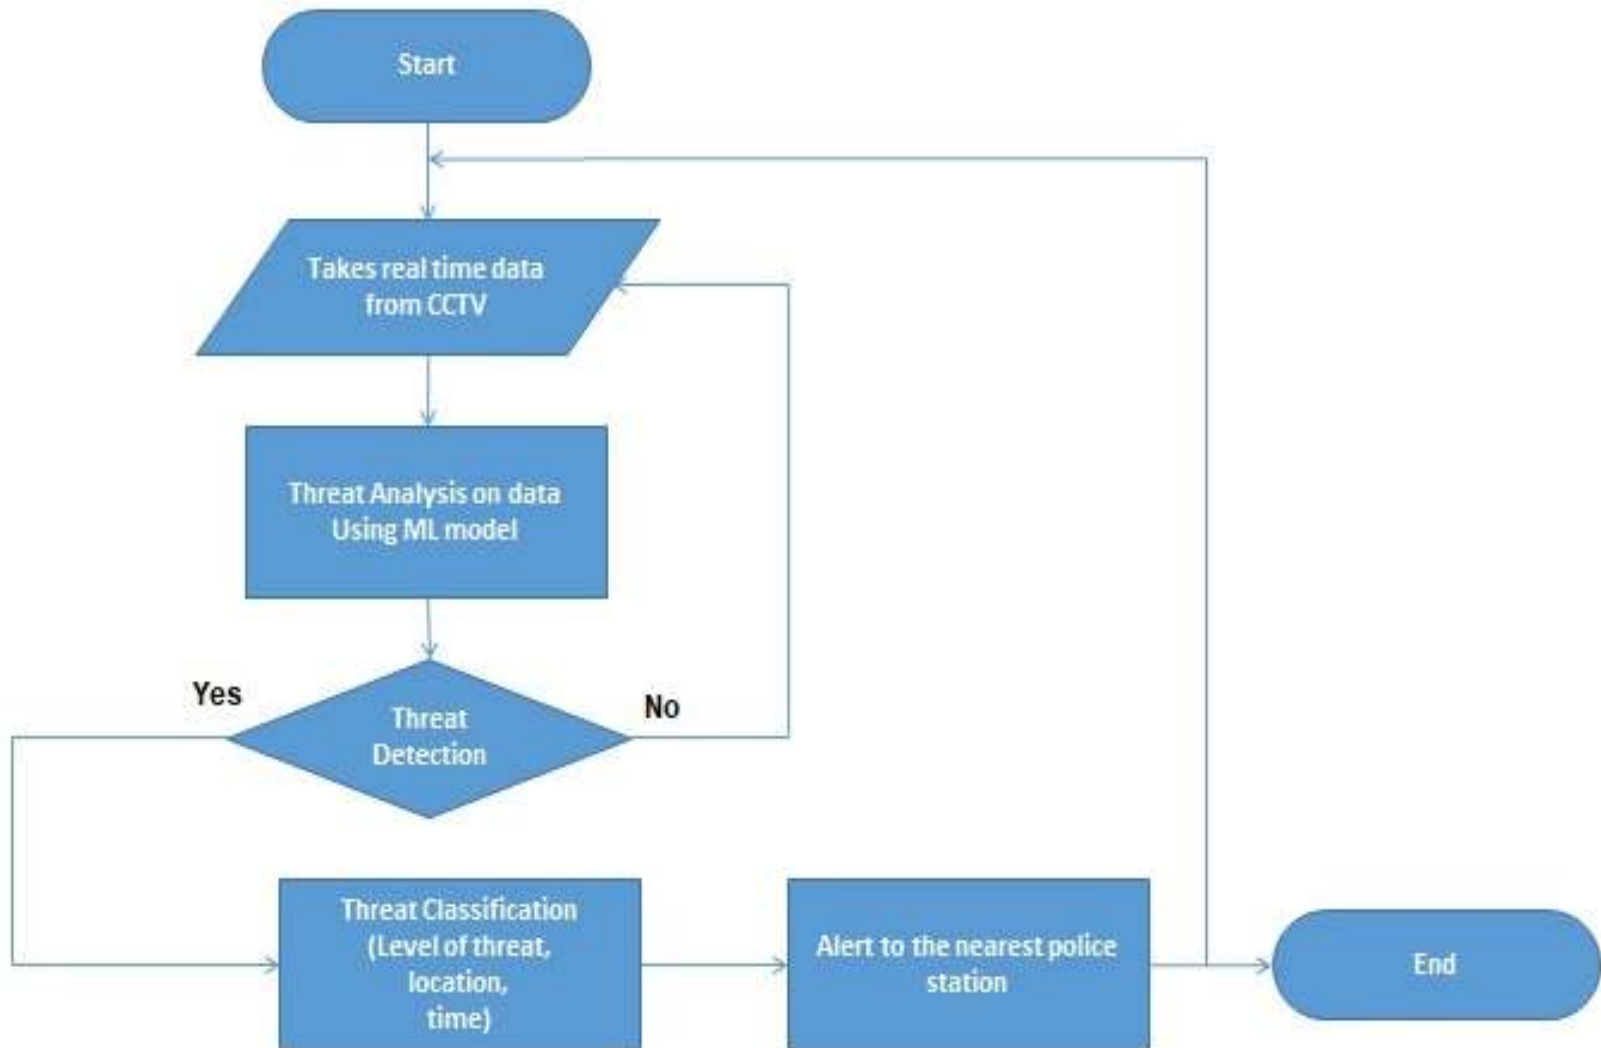 Start
Takes real time data
from CCTV
Threat Analysis on data
Using ML model
Yes
No
Threat
Detection
Threat Classification
(Level of threat,
location,
time)
Alert to the nearest police
station
End